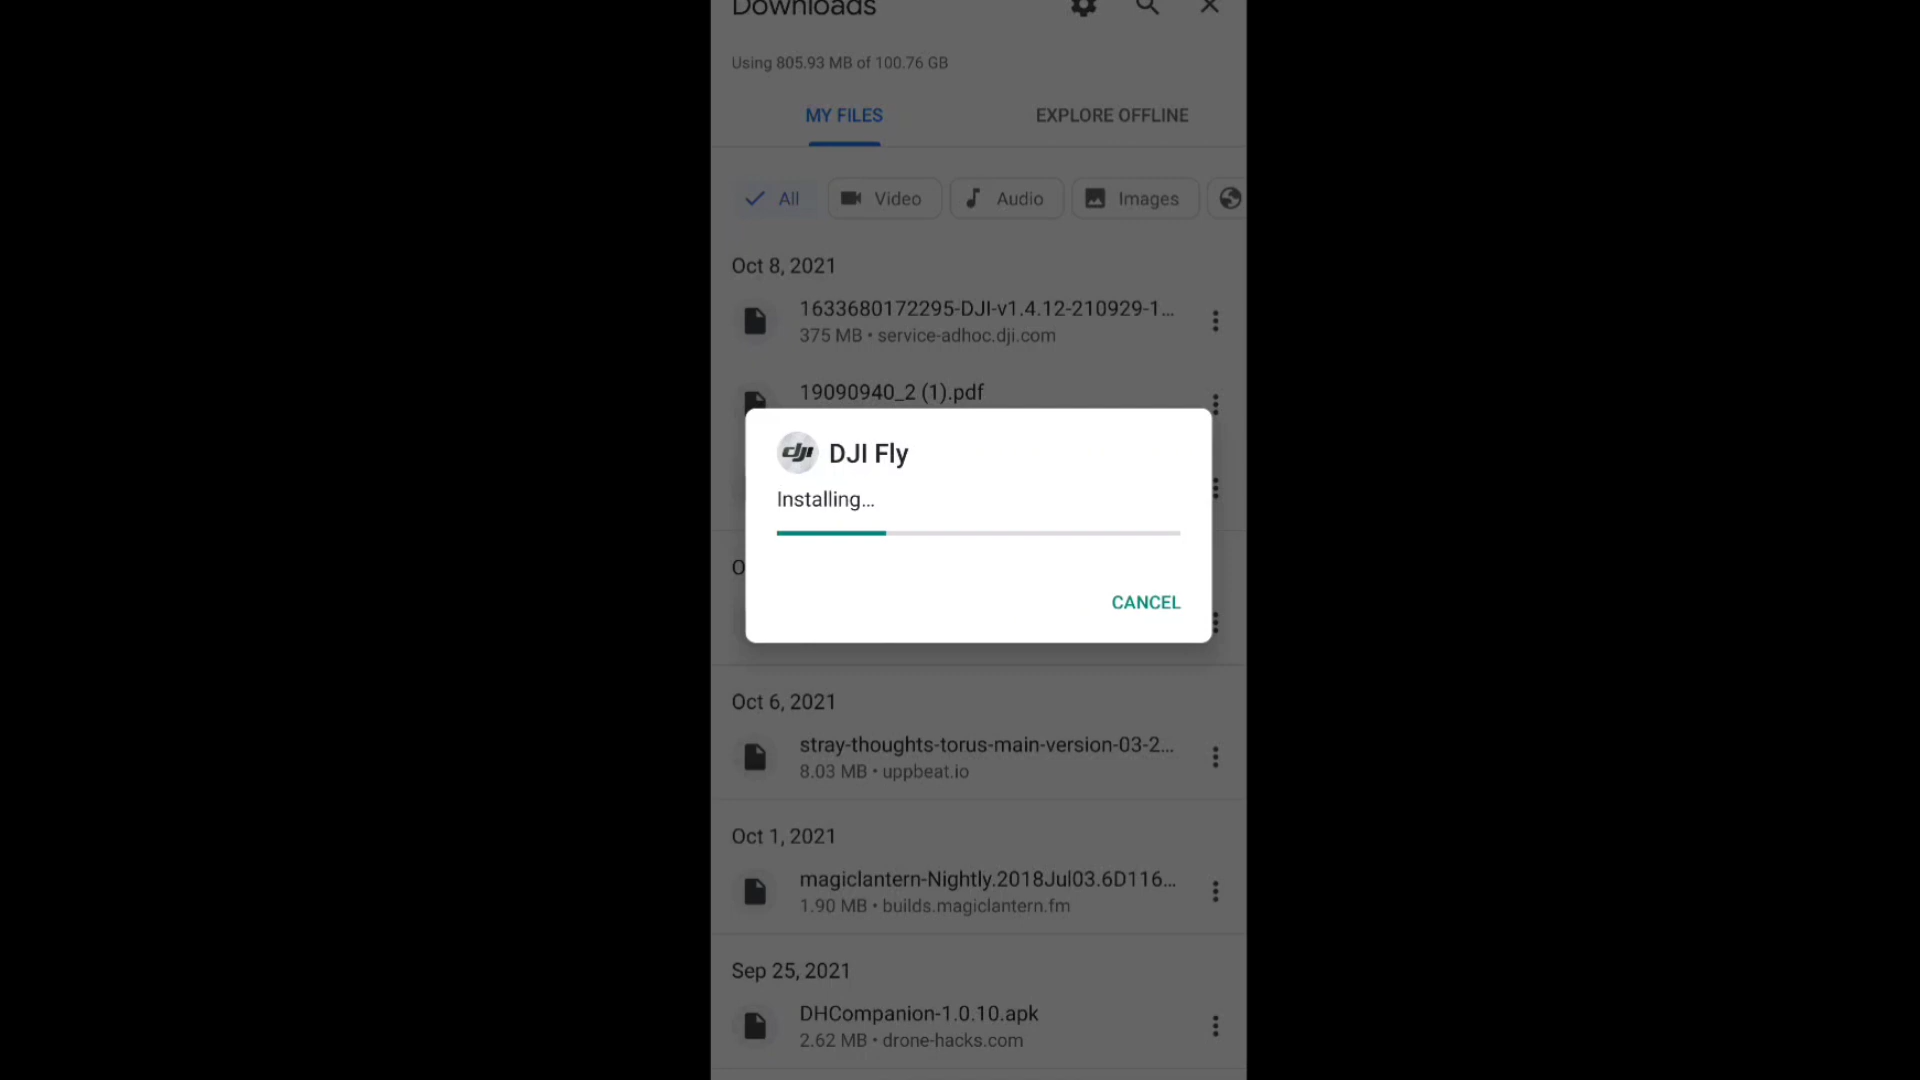 Downloads
Using 805.93 MB of 100.76 GB
MY FILES
EXPLORE OFFLINE
All
Video
Audio
Images
Oct 8, 2021
1633680172295-DJI-v1.4.12-210929-1...
375 MB • service-adhoc.dji.com
19090940_2 (1).pdf
dji
DJI Fly
Installing...
O
CANCEL
Oct 6, 2021
stray-thoughts-torus-main-version-03-2...
8.03 MB • uppbeat.io
Oct 1, 2021
magiclantern-Nightly.2018Jul03.6D116...
1.90 MB • builds.magiclantern.fm
Sep 25, 2021
DHCompanion-1.0.10.apk
2.62 MB • drone-hacks.com